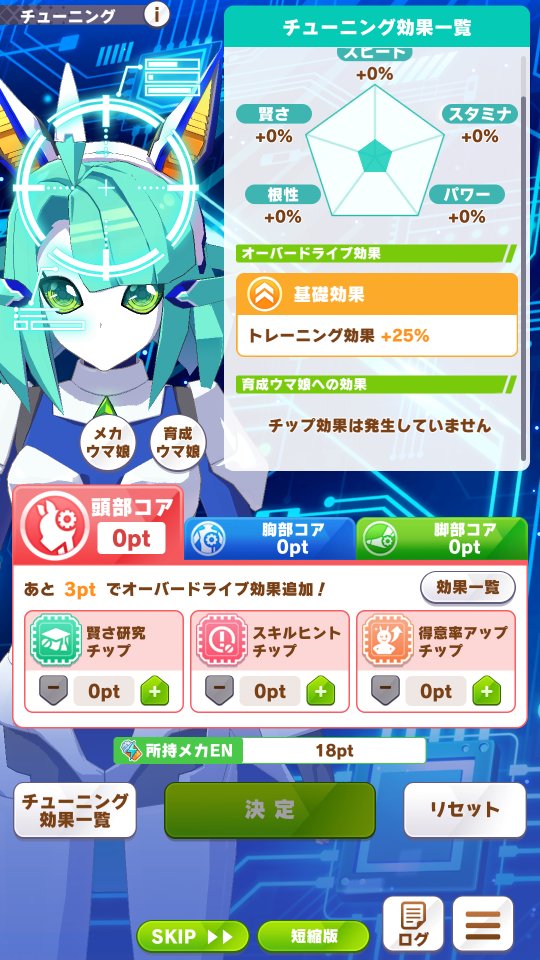 チューニング
i
チューニング効果一覧
スピード
+0%
賢さ
+0%
スタミナ
+0%
根性
+0%
パワー
+0%
オーバードライブ効果
基礎効果
トレーニング効果 +25%
育成ウマ娘への効果
チップ効果は発生していません
メカ
ウマ娘
育成
ウマ娘
頭部コア
0pt
胸部コア
0pt
脚部コア
0pt
あと 3pt でオーバードライブ効果追加！
効果一覧
賢さ研究
チップ
0pt
スキルヒント
チップ
0pt
得意率アップ
チップ
0pt
所持メカEN 18pt
チューニング
効果一覧
決定
リセット
SKIP
短縮版
ログ